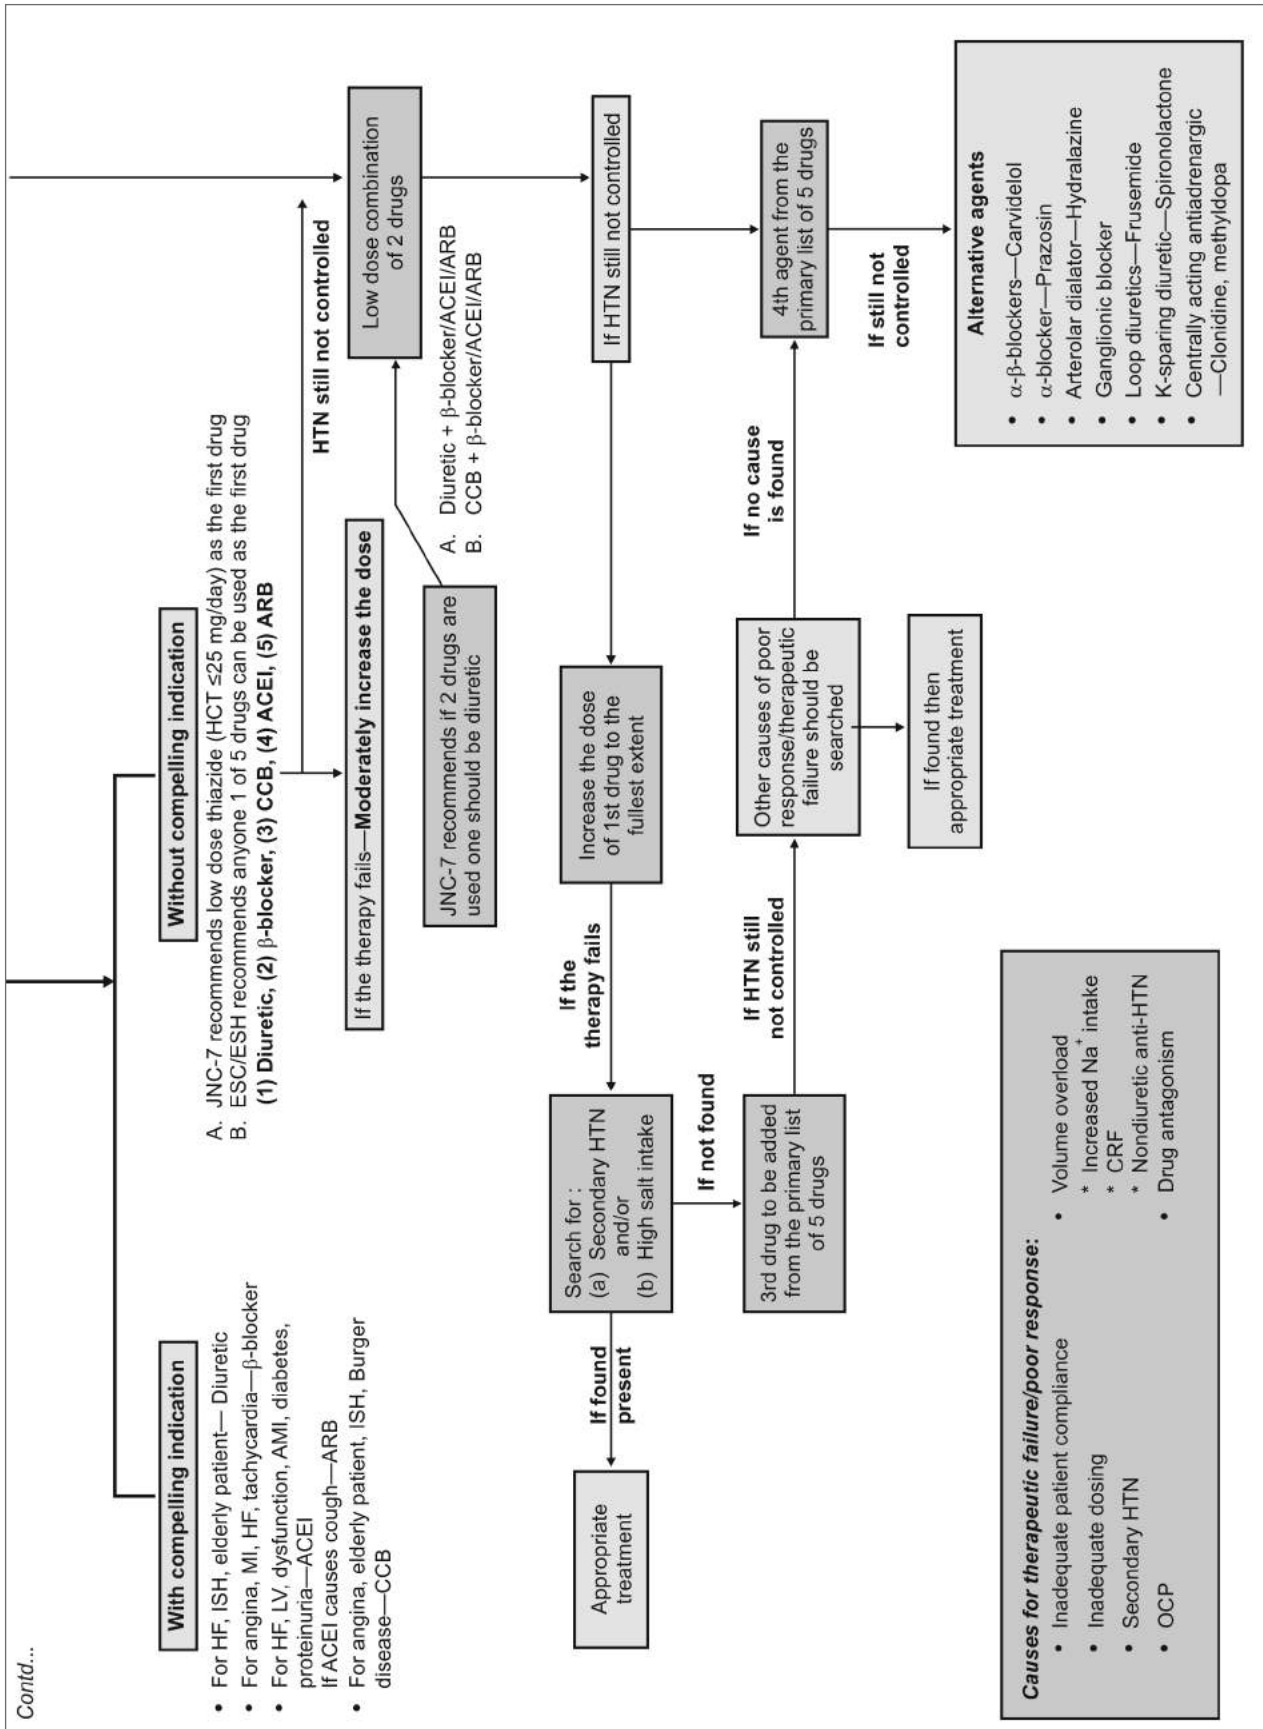 Contd...
With compelling indication
• For HF, ISH, elderly patient— Diuretic
• For angina, MI, HF, tachycardia—β-blocker
• For HF, LV, dysfunction, AMI, diabetes,
proteinuria—ACEI
If ACEI causes cough—ARB
• For angina, elderly patient, ISH, Burger
disease—CCB
Without compelling indication
A. JNC-7 recommends low dose thiazide (HCT ≤25 mg/day) as the first drug
B. ESC/ESH recommends anyone 1 of 5 drugs can be used as the first drug
(1) Diuretic, (2) β-blocker, (3) CCB, (4) ACEI, (5) ARB
HTN still not controlled
If the therapy fails—Moderately increase the dose
Low dose combination
of 2 drugs
JNC-7 recommends if 2 drugs are
used one should be diuretic
A. Diuretic + β-blocker/ACEI/ARB
B. CCB + β-blocker/ACEI/ARB
If HTN still not controlled
Increase the dose
of 1st drug to the
fullest extent
If the
therapy fails
Search for :
(a) Secondary HTN
and/or
(b) High salt intake
If found
present
Appropriate
treatment
If not found
3rd drug to be added
from the primary list
of 5 drugs
If HTN still
not controlled
Other causes of poor
response/therapeutic
failure should be
searched
If found then
appropriate treatment
If no cause
is found
4th agent from the
primary list of 5 drugs
If still not
controlled
Alternative agents
• α-β-blockers—Carvidelol
• α-blocker—Prazosin
• Arterolar dialator—Hydralazine
• Ganglionic blocker
• Loop diuretics—Frusemide
• K-sparing diuretic—Spironolactone
• Centrally acting antiadrenargic
—Clonidine, methyldopa
Causes for therapeutic failure/poor response:
• Inadequate patient compliance
• Inadequate dosing
• Secondary HTN
• OCP
• Volume overload
* Increased Na⁺ intake
* CRF
* Nondiuretic anti-HTN
• Drug antagonism